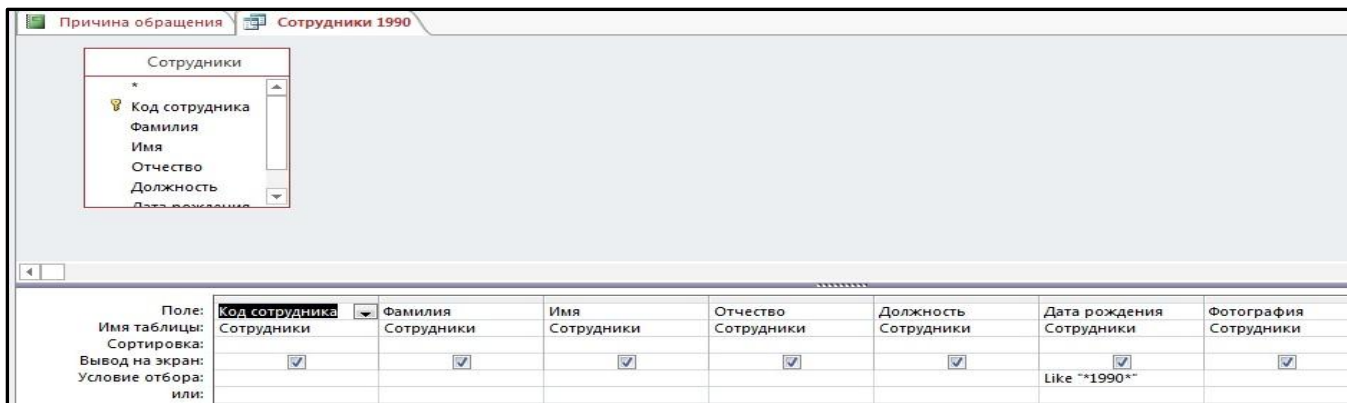 Причина обращения Сотрудники 1990
Сотрудники
*
Код сотрудника
Фамилия
Имя
Отчество
Должность
Дата рождения
Поле: Код сотрудника Фамилия Имя Отчество Должность Дата рождения Фотография
Имя таблицы: Сотрудники Сотрудники Сотрудники Сотрудники Сотрудники Сотрудники Сотрудники
Сортировка:
Вывод на экран:
Условие отбора: Like "*1990*"
или: